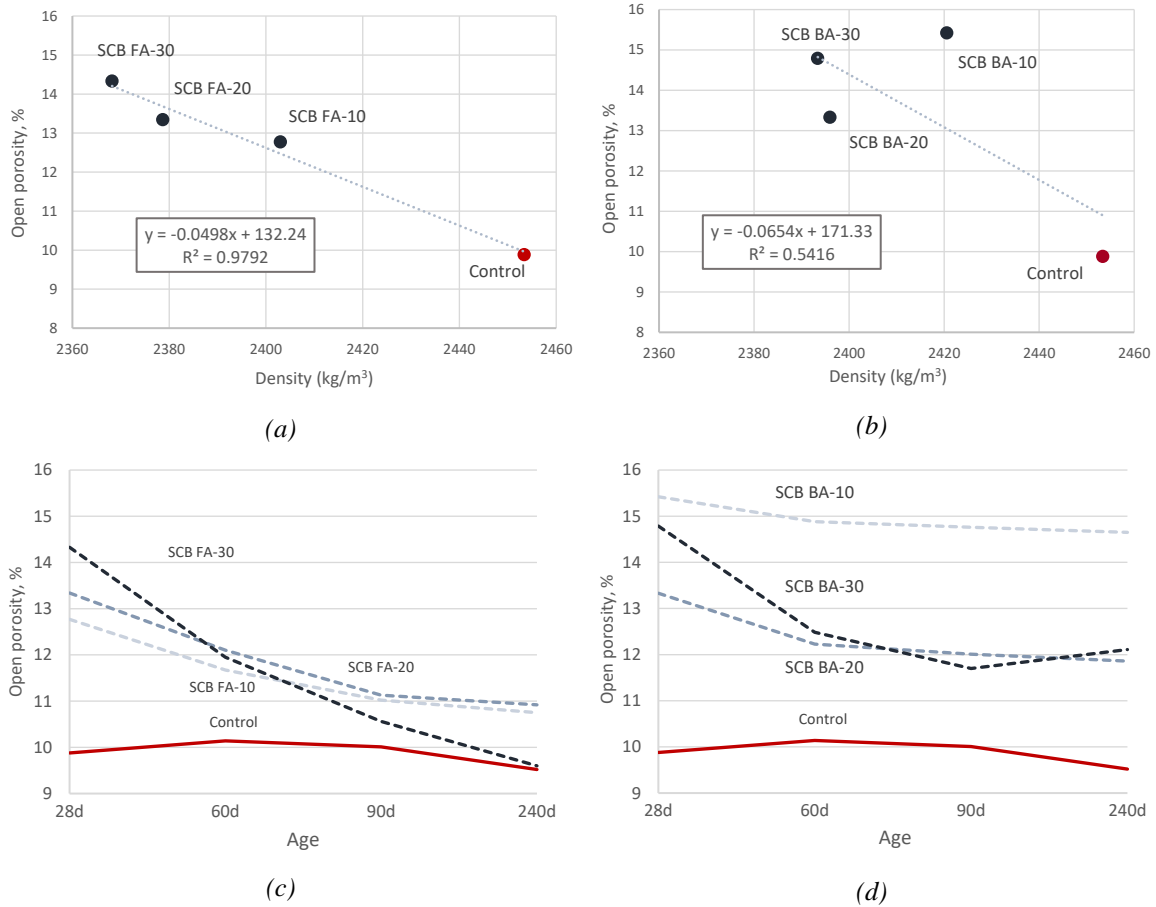 16
15
14
13
12
11
10
9
8
Open porosity, %
SCB FA-30
SCB FA-20
SCB FA-10
y = -0.0498x + 132.24
R² = 0.9792
Control
2360
2380
2400
2420
2440
2460
Density (kg/m³)
(a)
16
15
14
13
12
11
10
9
8
Open porosity, %
SCB BA-30
SCB BA-10
SCB BA-20
y = -0.0654x + 171.33
R² = 0.5416
Control
2360
2380
2400
2420
2440
2460
Density (kg/m³)
(b)
16
15
14
13
12
11
10
9
Open porosity, %
SCB FA-30
SCB FA-20
SCB FA-10
Control
28d
60d
90d
240d
Age
(c)
16
15
14
13
12
11
10
9
Open porosity, %
SCB BA-10
SCB BA-30
SCB BA-20
Control
28d
60d
90d
240d
Age
(d)